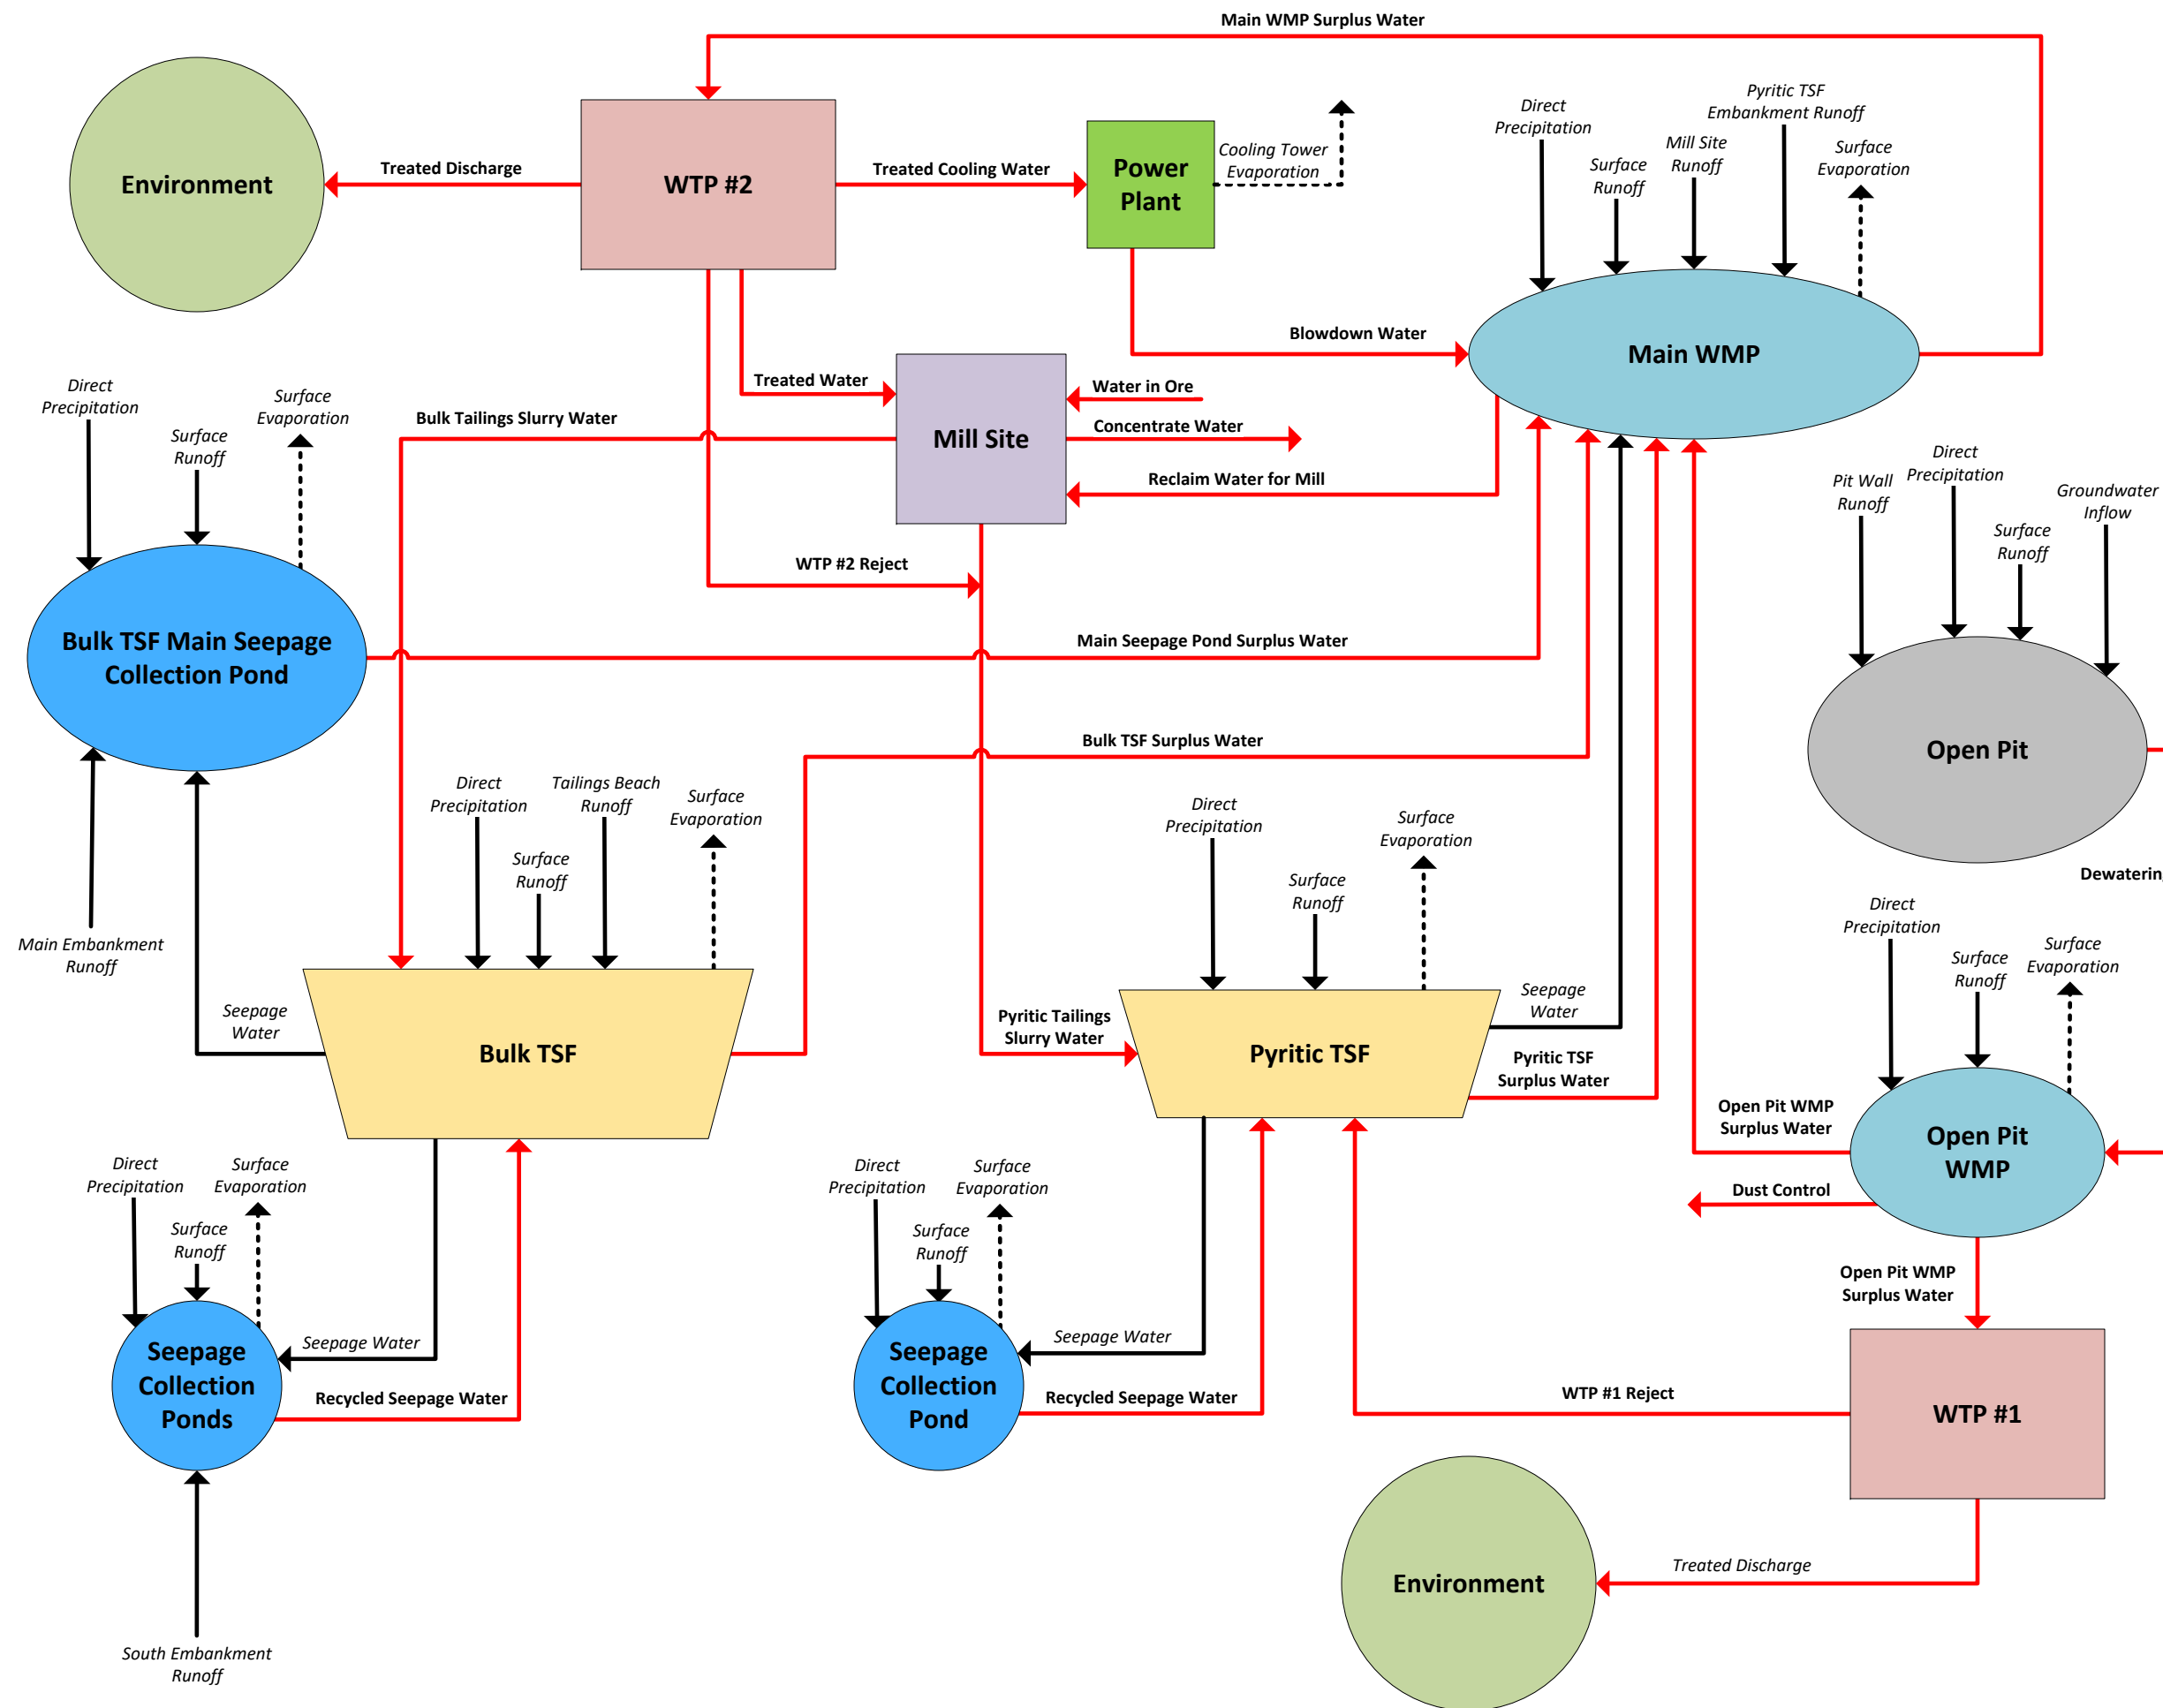 Main WMP Surplus Water
Environment
Treated Discharge
WTP #2
Treated Cooling Water
Power
Plant
Cooling Tower
Evaporation
Direct
Precipitation
Surface
Runoff
Mill Site
Runoff
Pyritic TSF
Embankment Runoff
Surface
Evaporation
Blowdown Water
Main WMP
Treated Water
Water in Ore
Concentrate Water
Mill Site
Reclaim Water for Mill
Bulk Tailings Slurry Water
WTP #2 Reject
Direct
Precipitation
Surface
Runoff
Surface
Evaporation
Bulk TSF Main Seepage
Collection Pond
Main Seepage Pond Surplus Water
Main Embankment
Runoff
Pit Wall
Runoff
Direct
Precipitation
Surface
Runoff
Groundwater
Inflow
Open Pit
Dewatering
Bulk TSF Surplus Water
Direct
Precipitation
Surface
Runoff
Tailings Beach
Runoff
Surface
Evaporation
Seepage
Water
Bulk TSF
Direct
Precipitation
Surface
Runoff
Surface
Evaporation
Pyritic Tailings
Slurry Water
Pyritic TSF
Seepage
Water
Pyritic TSF
Surplus Water
Direct
Precipitation
Surface
Runoff
Surface
Evaporation
Open Pit WMP
Surplus Water
Open Pit
WMP
Dust Control
Open Pit WMP
Surplus Water
Direct
Precipitation
Surface
Runoff
Surface
Evaporation
Seepage
Collection
Ponds
Seepage Water
Recycled Seepage Water
South Embankment
Runoff
Direct
Precipitation
Surface
Runoff
Surface
Evaporation
Seepage
Collection
Pond
Seepage Water
Recycled Seepage Water
WTP #1 Reject
WTP #1
Environment
Treated Discharge